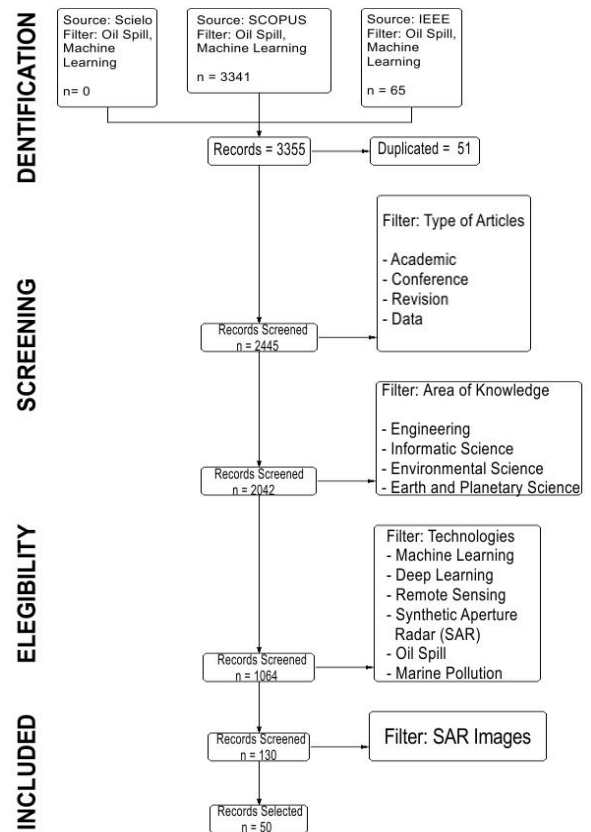 DENTIFICATION
Source: Scielo
Filter: Oil Spill,
Machine
Learning
n= 0
Source: SCOPUS
Filter: Oil Spill,
Machine Learning
n = 3341
Source: IEEE
Filter: Oil Spill,
Machine
Learning
n = 65
Records = 3355
Duplicated = 51
SCREENING
Filter: Type of Articles
- Academic
- Conference
- Revision
- Data
Records Screened
n = 2445
Filter: Area of Knowledge
- Engineering
- Informatic Science
- Environmental Science
- Earth and Planetary Science
Records Screened
n = 2042
ELEGIBILITY
Filter: Technologies
- Machine Learning
- Deep Learning
- Remote Sensing
- Synthetic Aperture
Radar (SAR)
- Oil Spill
- Marine Pollution
Records Screened
n = 1064
INCLUDED
Records Screened
n = 130
Filter: SAR Images
Records Selected
n = 50